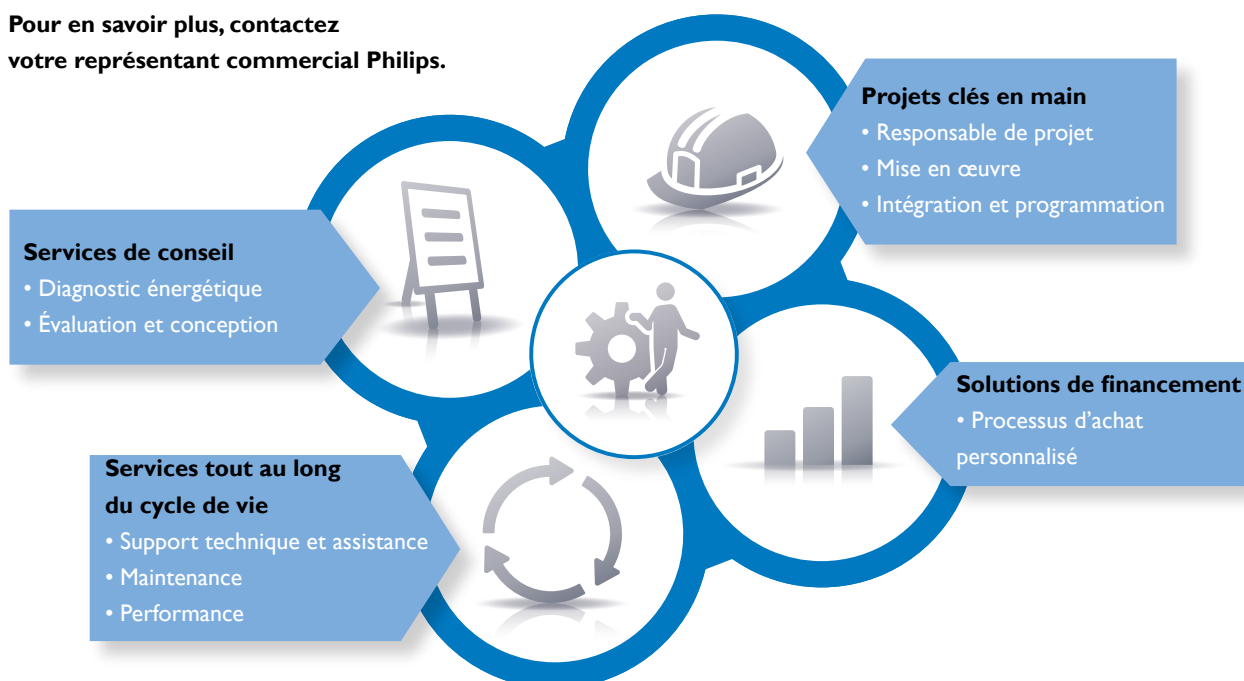 Pour en savoir plus, contactez
votre représentant commercial Philips.
Projets clés en main
• Responsable de projet
• Mise en œuvre
• Intégration et programmation
Services de conseil
• Diagnostic énergétique
• Évaluation et conception
Solutions de financement
• Processus d’achat
personnalisé
Services tout au long
du cycle de vie
• Support technique et assistance
• Maintenance
• Performance